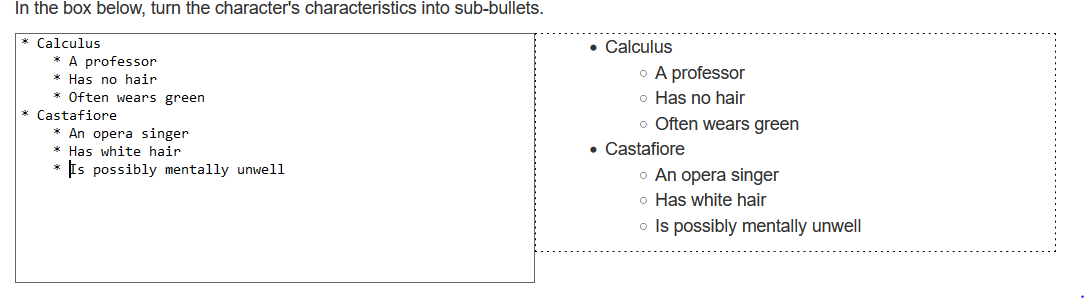 In the box below, turn the character's characteristics into sub-bullets.
* Calculus
    * A professor
    * Has no hair
    * Often wears green
* Castafiore
    * An opera singer
    * Has white hair
    * Is possibly mentally unwell
• Calculus
○ A professor
○ Has no hair
○ Often wears green
• Castafiore
○ An opera singer
○ Has white hair
○ Is possibly mentally unwell